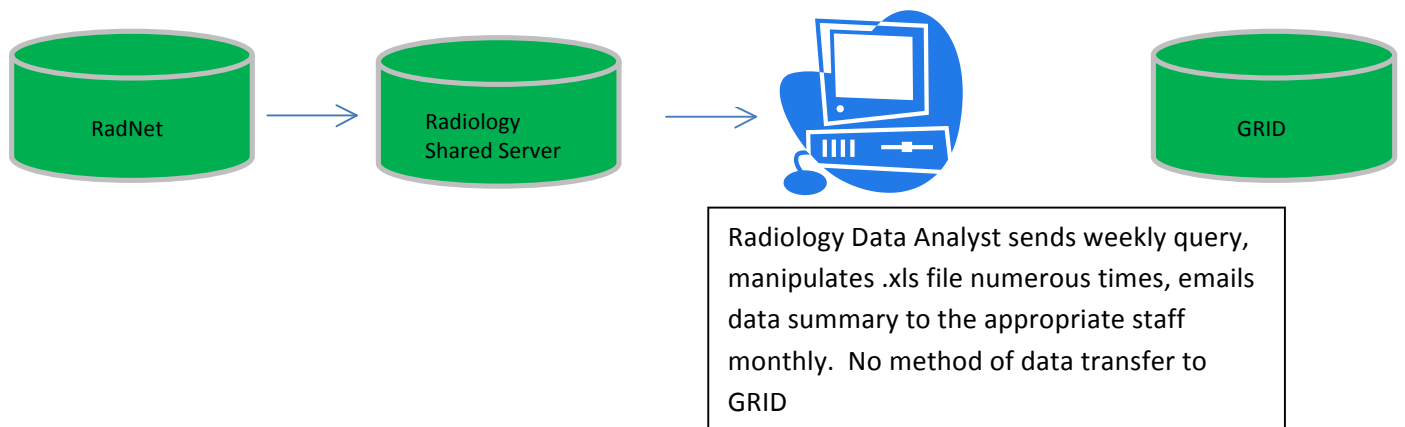 RadNet
Radiology
Shared Server
GRID
Radiology Data Analyst sends weekly query,
manipulates .xls file numerous times, emails
data summary to the appropriate staff
monthly.  No method of data transfer to
GRID